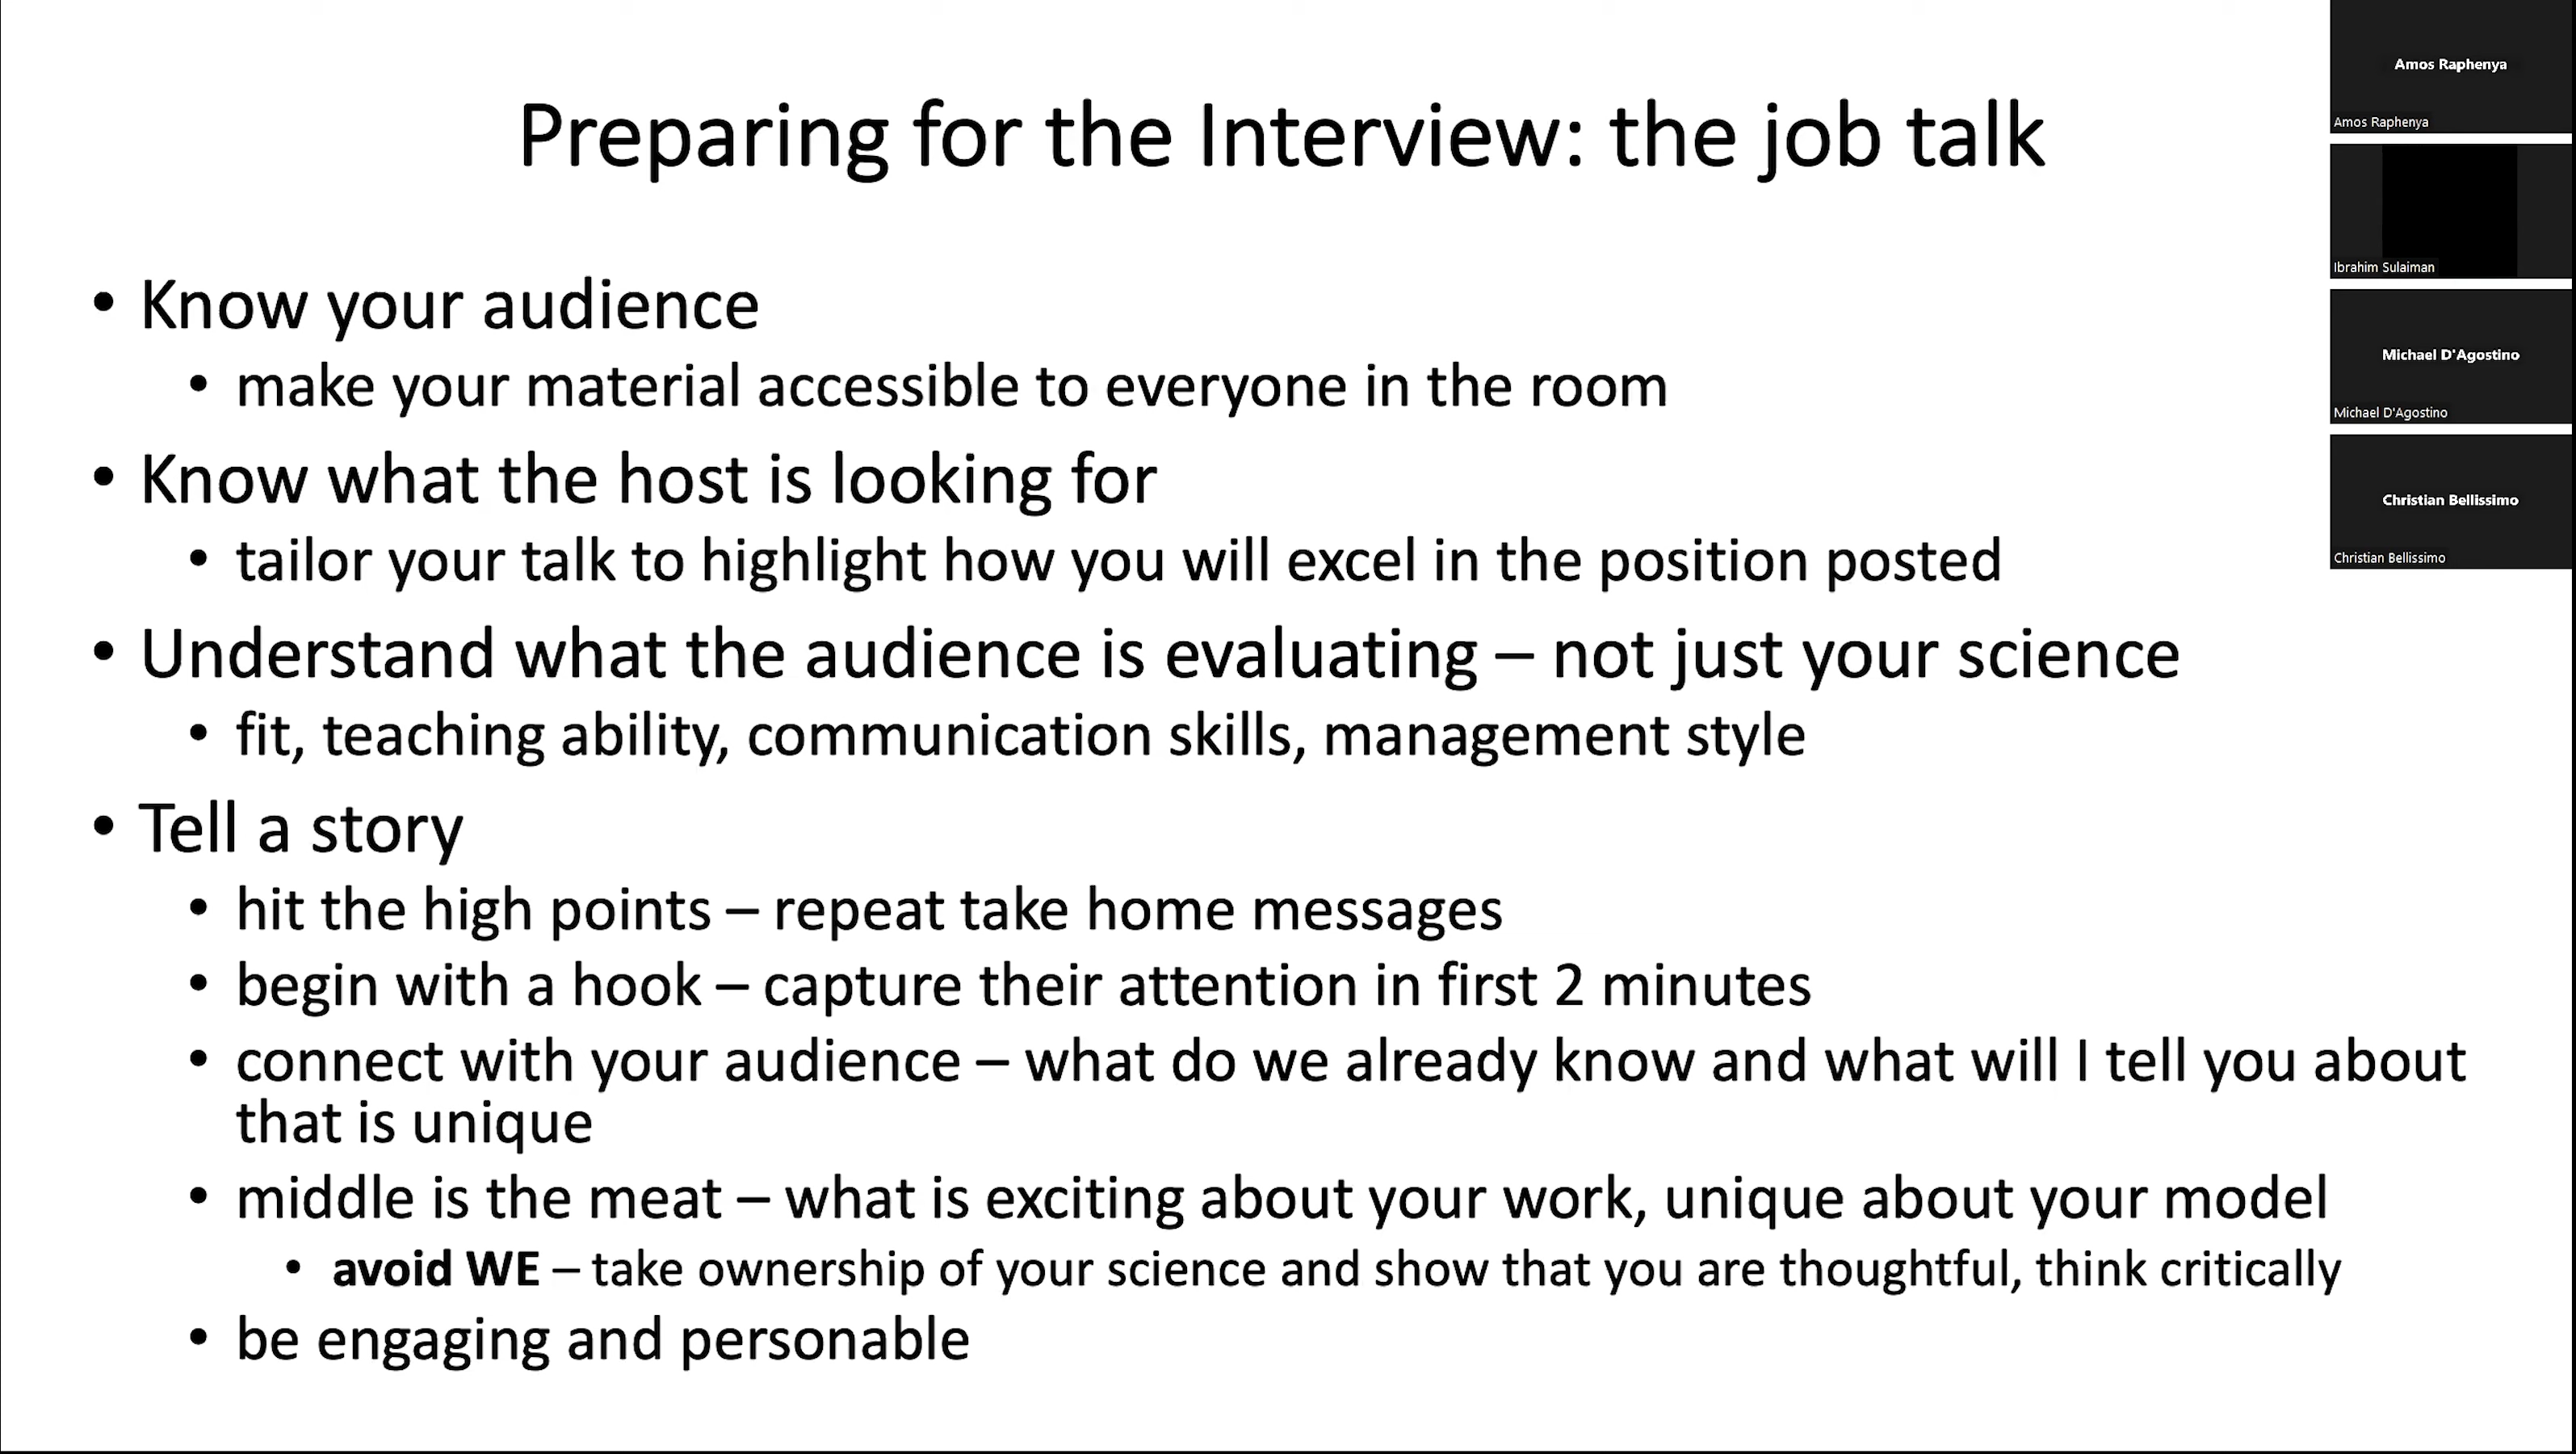 Preparing for the Interview: the job talk
• Know your audience
• make your material accessible to everyone in the room
• Know what the host is looking for
• tailor your talk to highlight how you will excel in the position posted
• Understand what the audience is evaluating – not just your science
• fit, teaching ability, communication skills, management style
• Tell a story
• hit the high points – repeat take home messages
• begin with a hook – capture their attention in first 2 minutes
• connect with your audience – what do we already know and what will I tell you about
that is unique
• middle is the meat – what is exciting about your work, unique about your model
• avoid WE – take ownership of your science and show that you are thoughtful, think critically
• be engaging and personable
Amos Raphenya
Amos Raphenya
Ibrahim Sulaiman
Michael D'Agostino
Michael D'Agostino
Christian Bellissimo
Christian Bellissimo